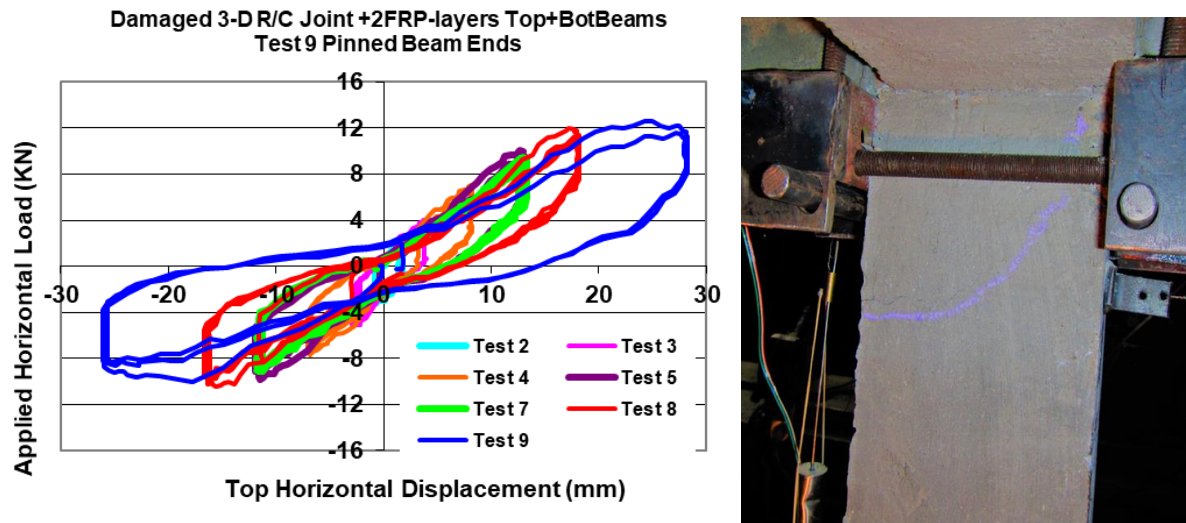 Damaged 3-D R/C Joint +2FRP-layers Top+BotBeams
Test 9 Pinned Beam Ends
Applied Horizontal Load (KN)
16
12
8
4
0
-4
-8
-12
-16
-30
-20
-10
0
10
20
30
Test 2
Test 3
Test 4
Test 5
Test 7
Test 8
Test 9
Top Horizontal Displacement (mm)